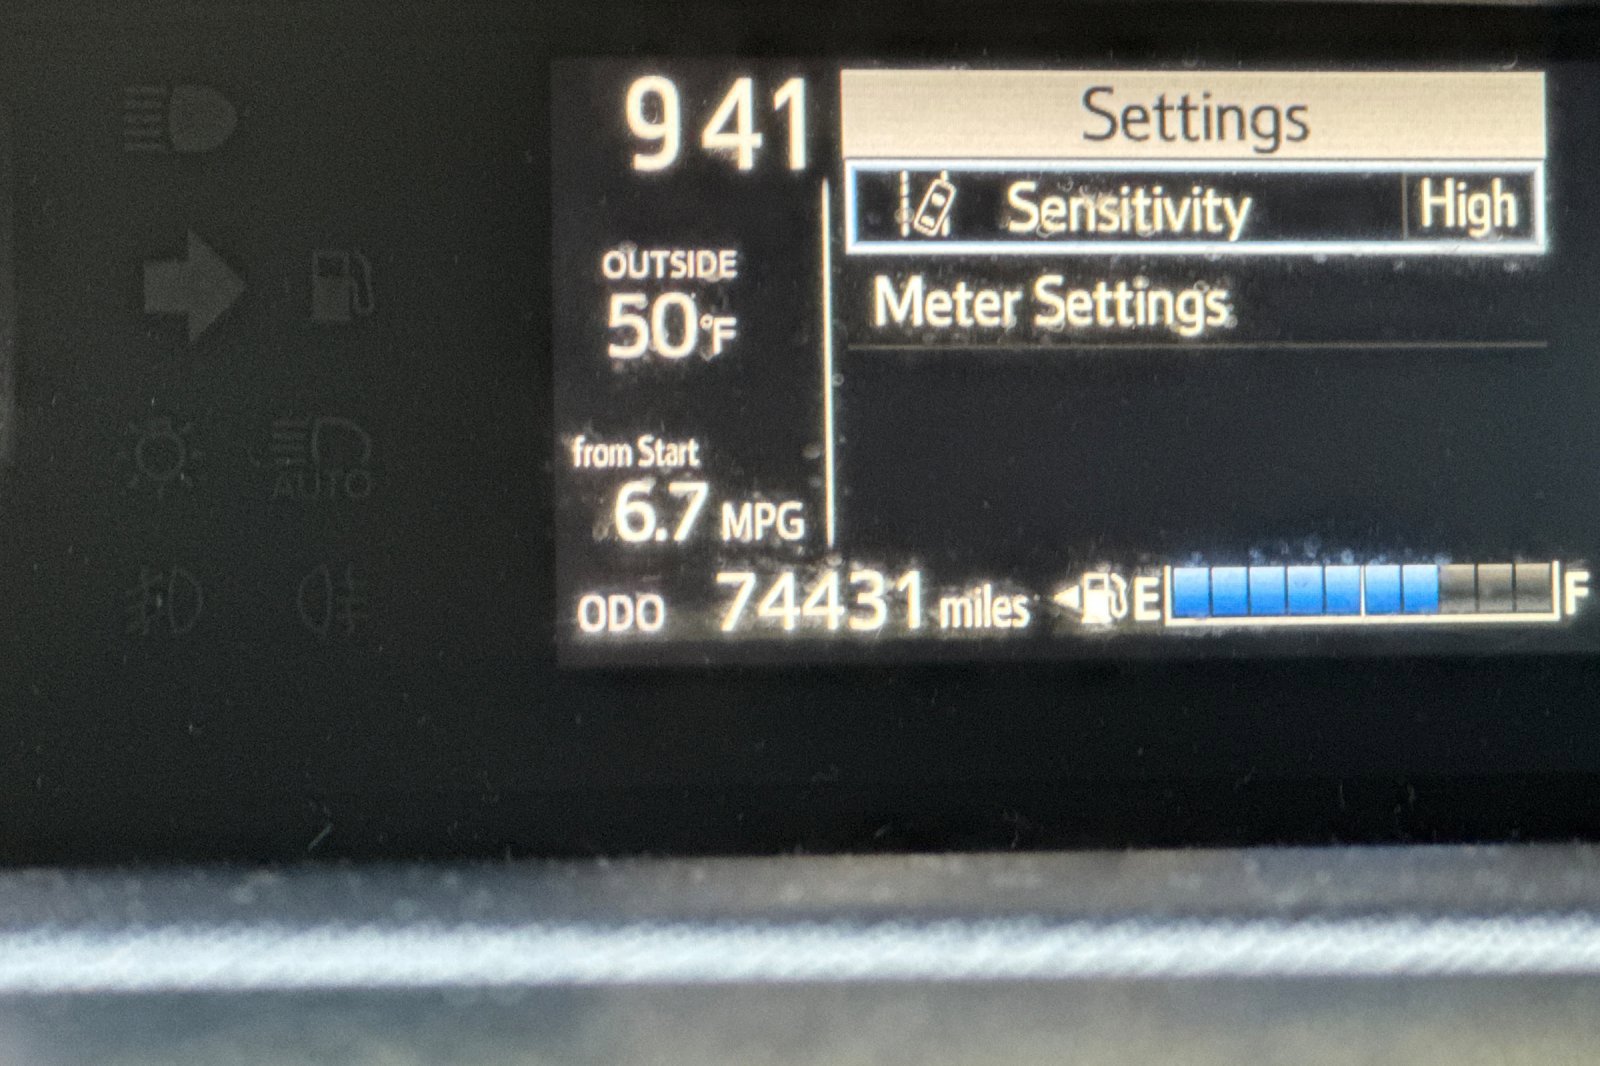 9 41
Settings
Sensitivity High
Meter Settings
OUTSIDE
50°F
from Start
6.7 MPG
ODO 74431 miles E F
AUTO